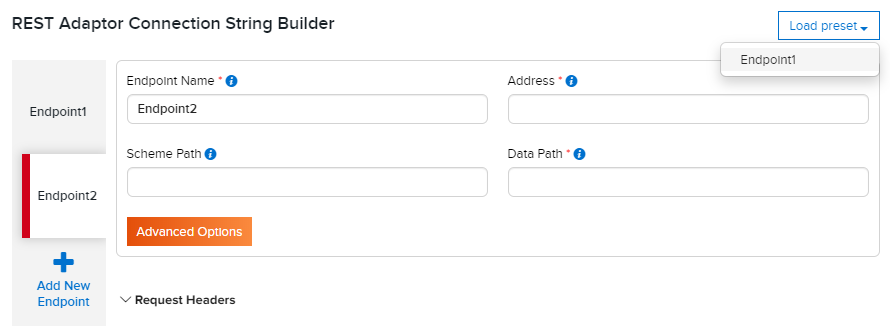 REST Adaptor Connection String Builder
Load preset
Endpoint1
Endpoint1
Endpoint2
Add New
Endpoint
Endpoint Name *
Address *
Endpoint2
Scheme Path
Data Path *
Advanced Options
Request Headers